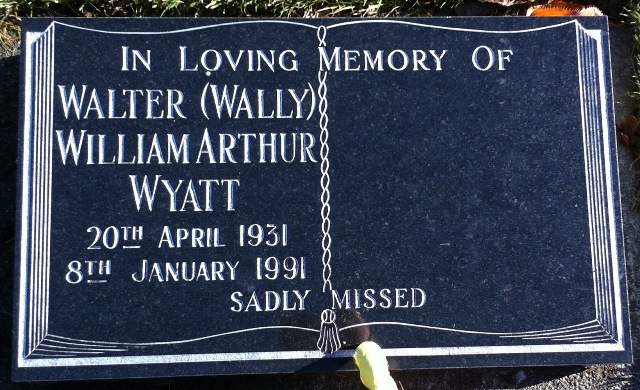 In Loving Memory Of
Walter (Wally)
William Arthur
Wyatt
20th April 1931
8th January 1991
Sadly Missed